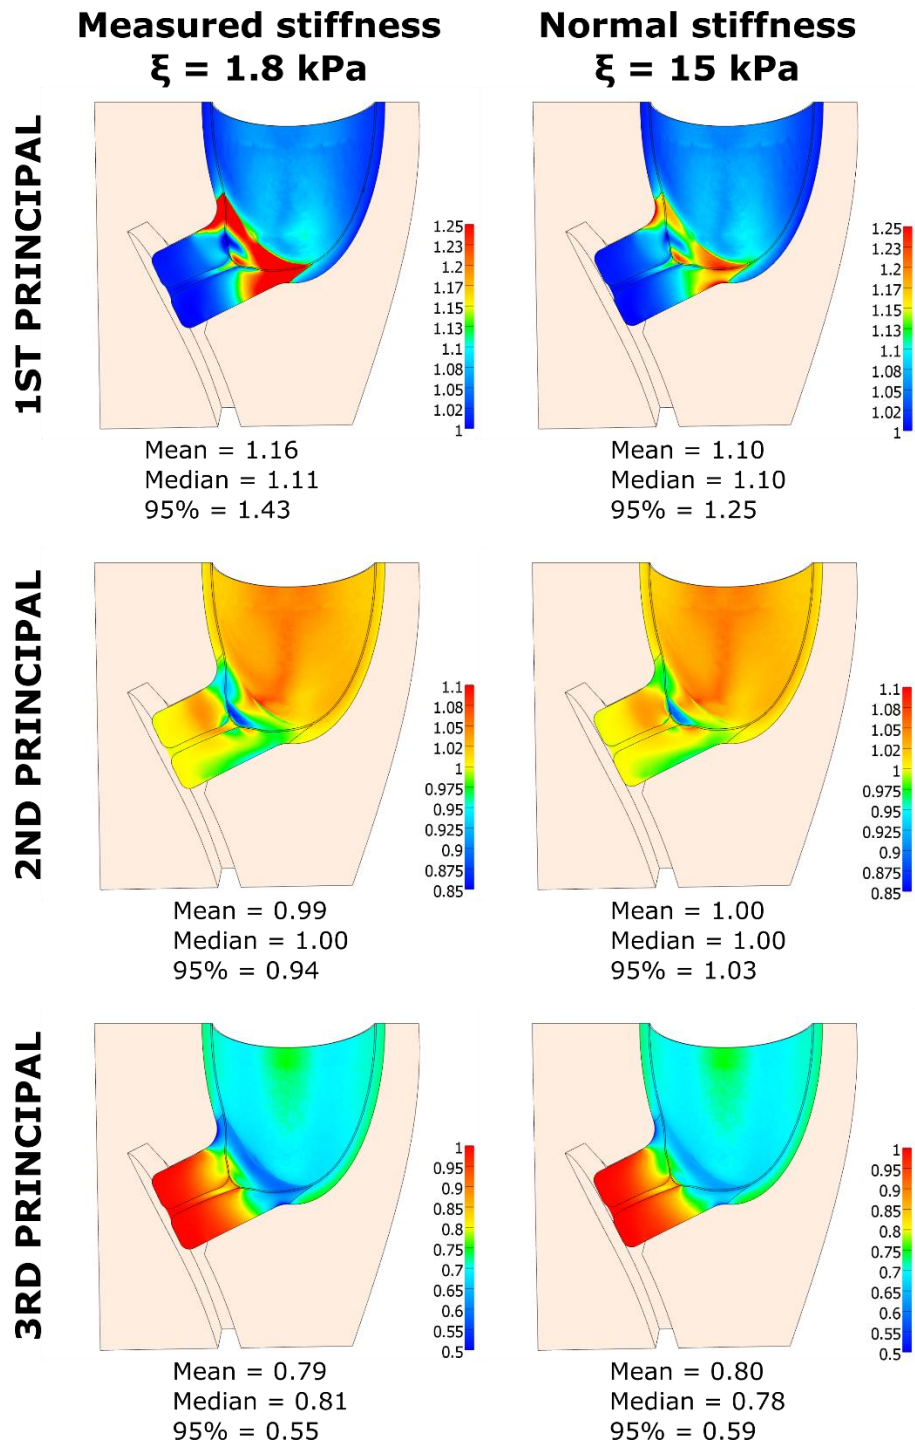 Measured stiffness
ξ = 1.8 kPa
Normal stiffness
ξ = 15 kPa
1ST PRINCIPAL
1.25
1.23
1.2
1.17
1.15
1.13
1.1
1.08
1.05
1.02
1
Mean = 1.16
Median = 1.11
95% = 1.43
1.25
1.23
1.2
1.17
1.15
1.13
1.1
1.08
1.05
1.02
1
Mean = 1.10
Median = 1.10
95% = 1.25
2ND PRINCIPAL
1.1
1.08
1.05
1.02
1
0.975
0.95
0.925
0.9
0.875
0.85
Mean = 0.99
Median = 1.00
95% = 0.94
1.1
1.08
1.05
1.02
1
0.975
0.95
0.925
0.9
0.875
0.85
Mean = 1.00
Median = 1.00
95% = 1.03
3RD PRINCIPAL
1
0.95
0.9
0.85
0.8
0.75
0.7
0.65
0.6
0.55
0.5
Mean = 0.79
Median = 0.81
95% = 0.55
1
0.95
0.9
0.85
0.8
0.75
0.7
0.65
0.6
0.55
0.5
Mean = 0.80
Median = 0.78
95% = 0.59